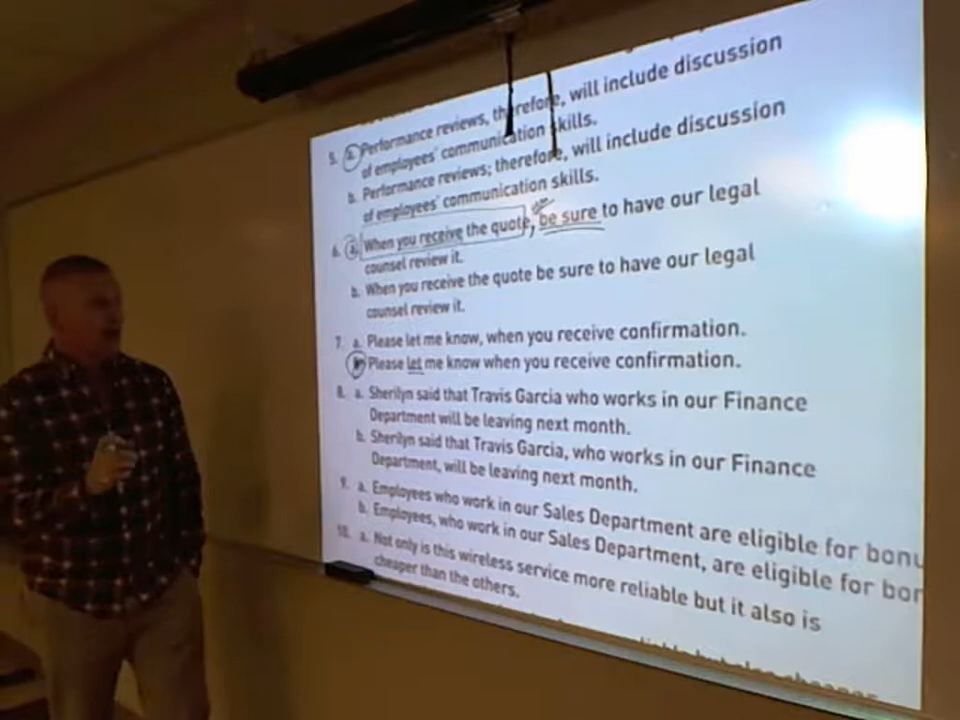 5. a. Performance reviews, therefore, will include discussion
of employees' communication skills.
b. Performance reviews; therefore, will include discussion
of employees' communication skills.
6. a. When you receive the quote, be sure to have our legal
counsel review it.
b. When you receive the quote be sure to have our legal
counsel review it.
7. a. Please let me know, when you receive confirmation.
Please let me know when you receive confirmation.
8. a. Sherilyn said that Travis Garcia who works in our Finance
Department will be leaving next month.
b. Sherilyn said that Travis Garcia, who works in our Finance
Department, will be leaving next month.
9. a. Employees who work in our Sales Department are eligible for bonu
b. Employees, who work in our Sales Department, are eligible for bon
10. a. Not only is this wireless service more reliable but it also is
cheaper than the others.